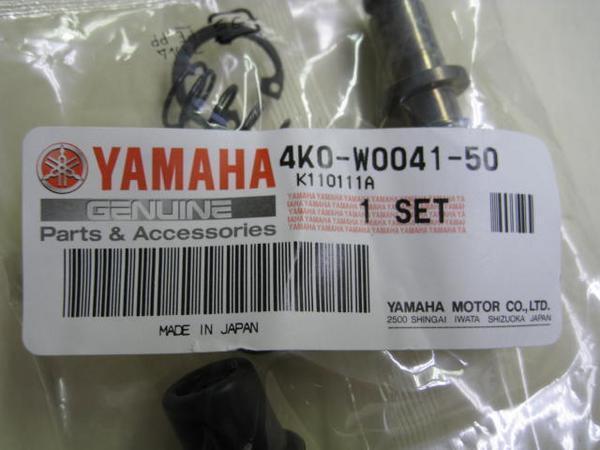 YAMAHA
GENUINE
Parts & Accessories
4K0-W0041-50
K110111A
1 SET
MADE IN JAPAN
YAMAHA MOTOR CO.,LTD.
2500 SHINGAI IWATA SHIZUOKA JAPAN